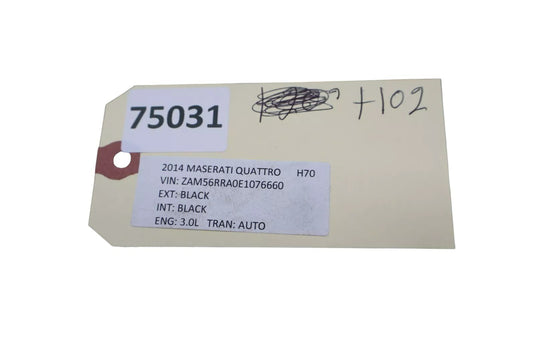 75031
H102
2014 MASERATI QUATTRO H70
VIN: ZAM56RRA0E1076660
EXT: BLACK
INT: BLACK
ENG: 3.0L TRAN: AUTO